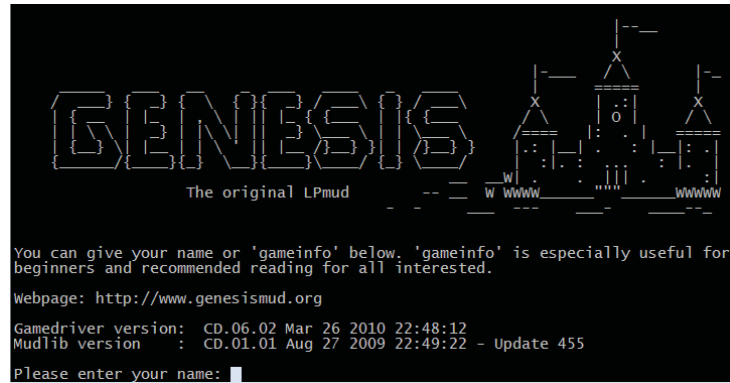 GENESIS
The original LPmud
You can give your name or 'gameinfo' below. 'gameinfo' is especially useful for
beginners and recommended reading for all interested.
Webpage: http://www.genesismud.org
Gamedriver version:  CD.06.02 Mar 26 2010 22:48:12
Mudlib version    :  CD.01.01 Aug 27 2009 22:49:22 - Update 455
Please enter your name: